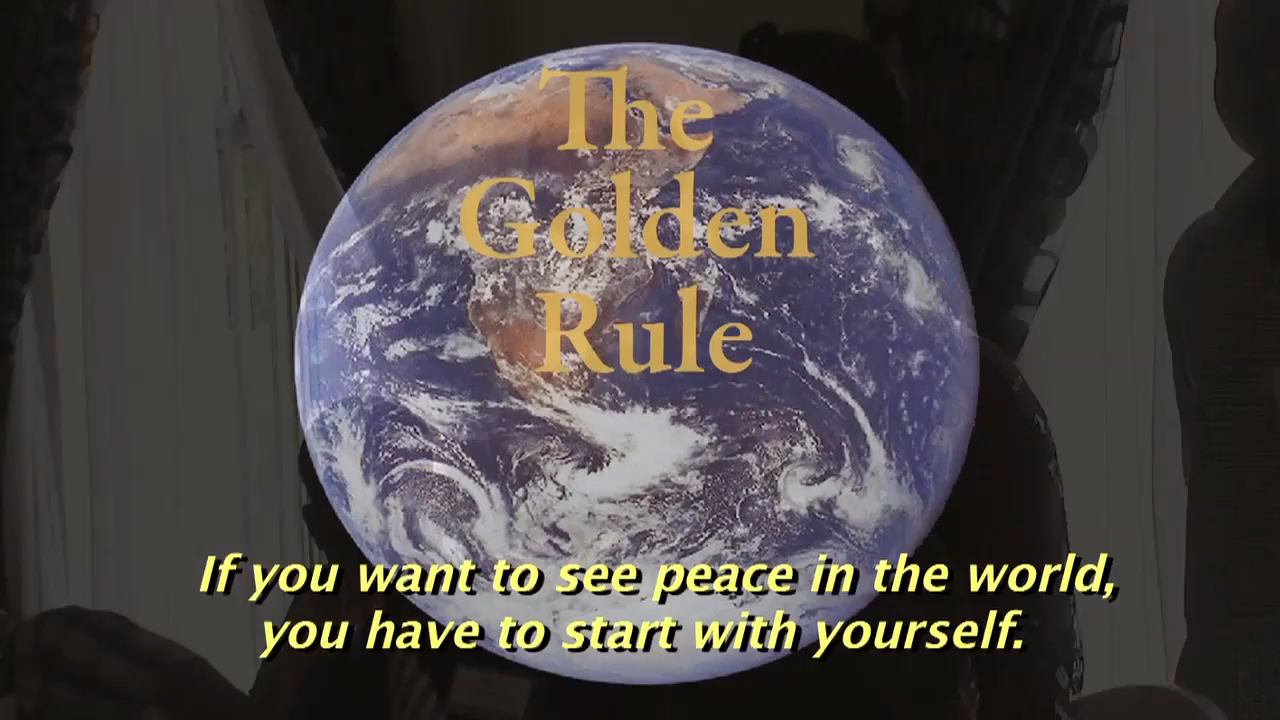 The
Golden
Rule
If you want to see peace in the world,
you have to start with yourself.